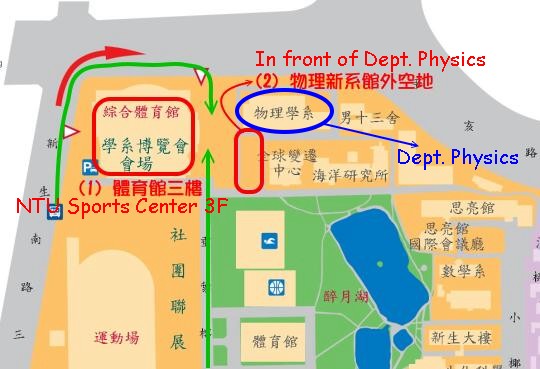 In front of Dept. Physics
(2) 物理新系館外空地
綜合體育館
物理學系
男十三舍
亥
路
新
生
南
路
三
學系博覽會
會場
全球變遷
中心
海洋研究所
Dept. Physics
P
(1) 體育館三樓
NTU Sports Center 3F
思亮館
思亮館
國際會議廳
數學系
社
團
聯
展
醉月湖
運動場
體育館
新生大樓
小
椰